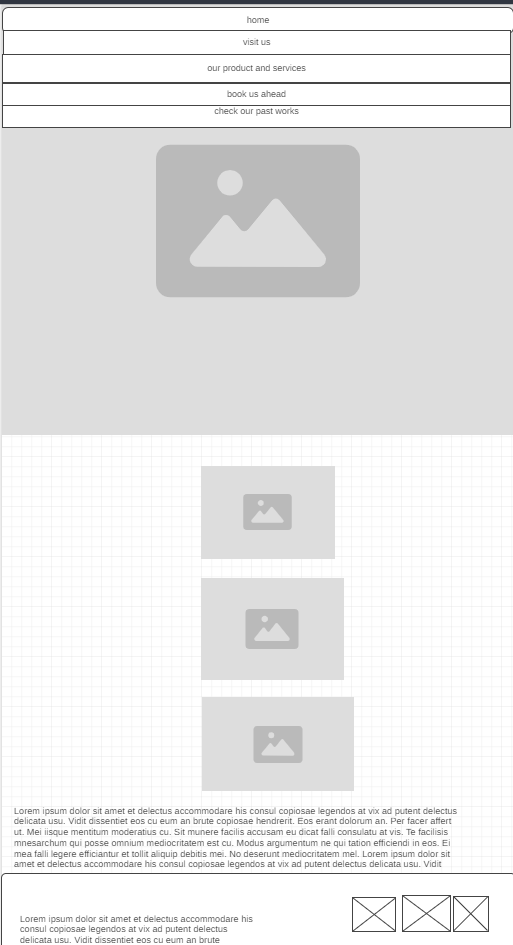 home
visit us
our product and services
book us ahead
check our past works
Lorem ipsum dolor sit amet et delectus accommodare his consul copiosae legendos at vix ad putent delectus
delicata usu. Vidit dissentiet eos cu eum an brute copiosae hendrerit. Eos erant dolorum an. Per facer affert
ut. Mei iisque mentitum moderatius cu. Sit munere facilis accusam eu dicat falli consulatu at vis. Te facilisis
mnesarchum qui posse omnium mediocritatem est cu. Modus argumentum ne qui tation efficiendi in eos. Ei
mea falli legere efficiantur et tollit aliquip debitis mei. No deserunt mediocritatem mel. Lorem ipsum dolor sit
amet et delectus accommodare his consul copiosae legendos at vix ad putent delectus delicata usu. Vidit
Lorem ipsum dolor sit amet et delectus accommodare his
consul copiosae legendos at vix ad putent delectus
delicata usu. Vidit dissentiet eos cu eum an brute